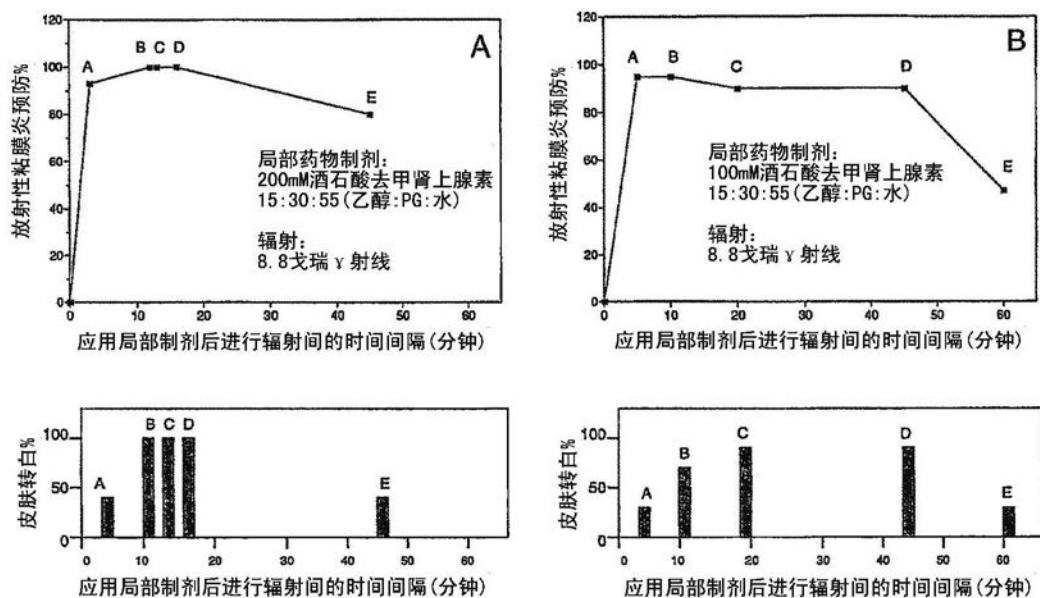 A
放射性粘膜炎预防%
120
100
80
60
40
20
0
A
B C D
E
局部药物制剂:
200mM酒石酸去甲肾上腺素
15:30:55(乙醇:PG:水)
辐射:
8.8戈瑞γ射线
0 10 20 30 40 50 60
应用局部制剂后进行辐射间的时间间隔(分钟)
B
放射性粘膜炎预防%
120
100
80
60
40
20
0
A B C D
E
局部药物制剂:
100mM酒石酸去甲肾上腺素
15:30:55(乙醇:PG:水)
辐射:
8.8戈瑞γ射线
0 10 20 30 40 50 60
应用局部制剂后进行辐射间的时间间隔(分钟)
皮肤转白%
100
50
0
A B C D E
0 10 20 30 40 50 60
应用局部制剂后进行辐射间的时间间隔(分钟)
皮肤转白%
100
50
0
A B C D E
0 10 20 30 40 50 60
应用局部制剂后进行辐射间的时间间隔(分钟)